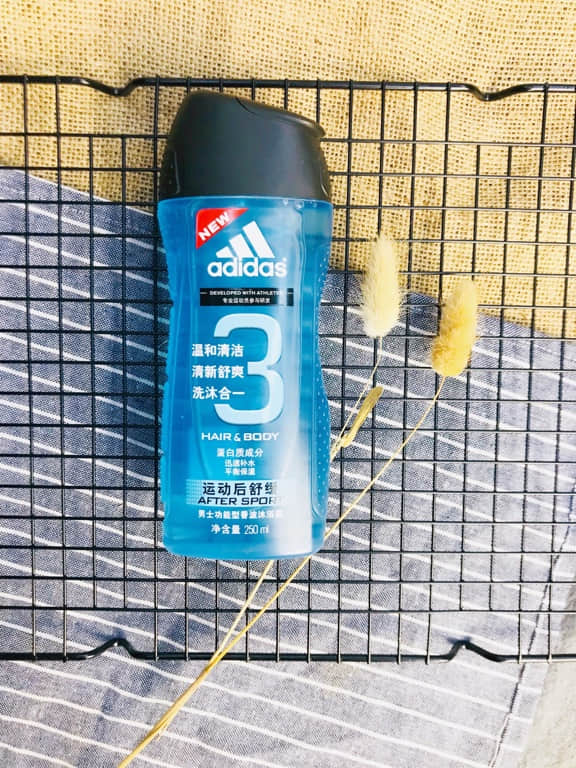 NEW
adidas
DEVELOPED WITH ATHLETES
专业运动员参与研发
3
温和清洁
清新舒爽
洗沐合一
HAIR & BODY
蛋白质成分
迅速补水
平衡保温
运动后舒缓
AFTER SPORT
男士功能型香波沐浴露
净含量 250 ml